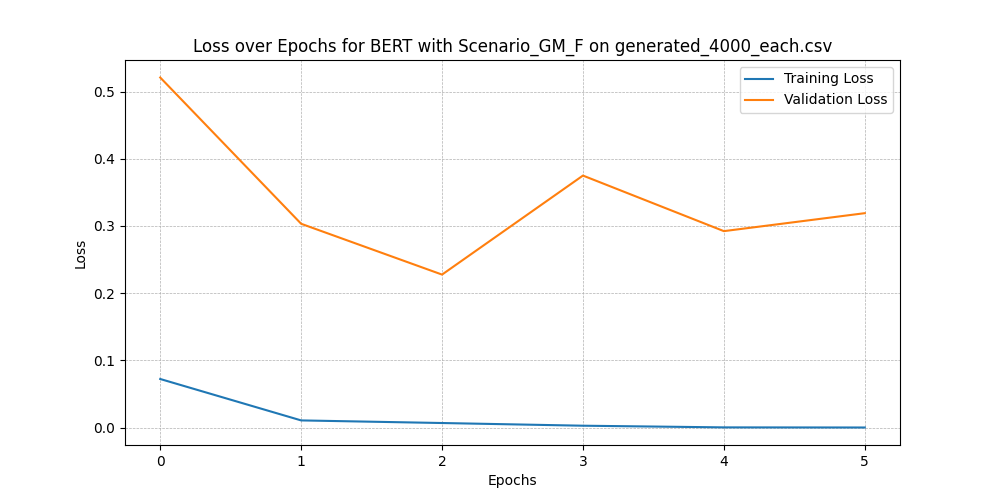 Loss over Epochs for BERT with Scenario_GM_F on generated_4000_each.csv
Training Loss
Validation Loss
0.5
0.4
0.3
0.2
0.1
0.0
Loss
0 1 2 3 4 5
Epochs